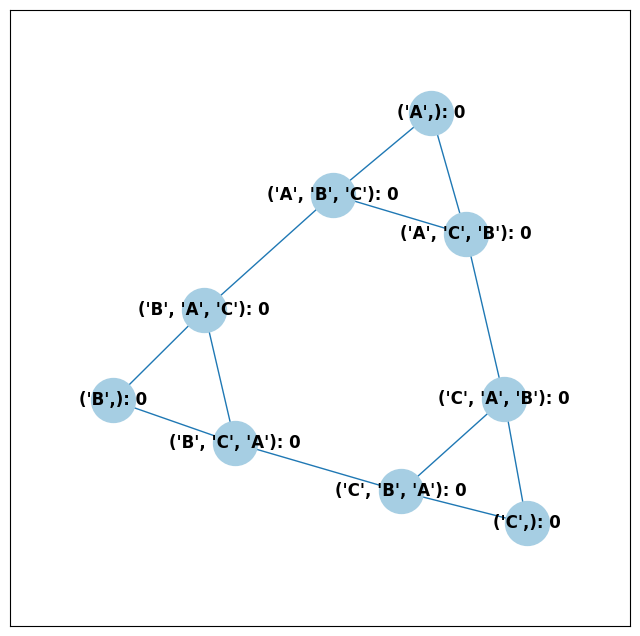 ('A',): 0
('A', 'B', 'C'): 0
('A', 'C', 'B'): 0
('B', 'A', 'C'): 0
('B',): 0
('C', 'A', 'B'): 0
('B', 'C', 'A'): 0
('C', 'B', 'A'): 0
('C',): 0